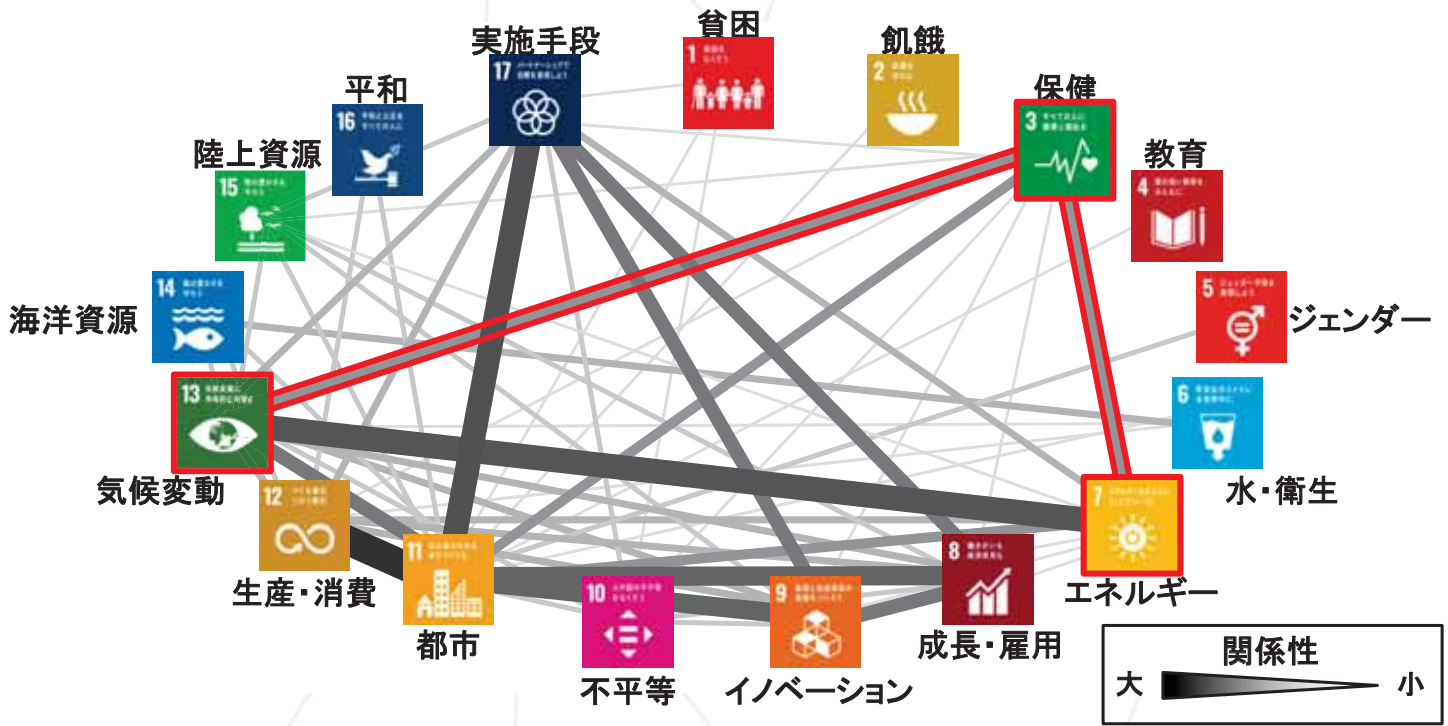 実施手段
17
貧困
1
飢餓
2
保健
3
平和
16
教育
4
陸上資源
15
ジェンダー
5
海洋資源
14
水・衛生
6
気候変動
13
エネルギー
7
生産・消費
12
都市
11
不平等
10
イノベーション
9
成長・雇用
8
関係性
大
小